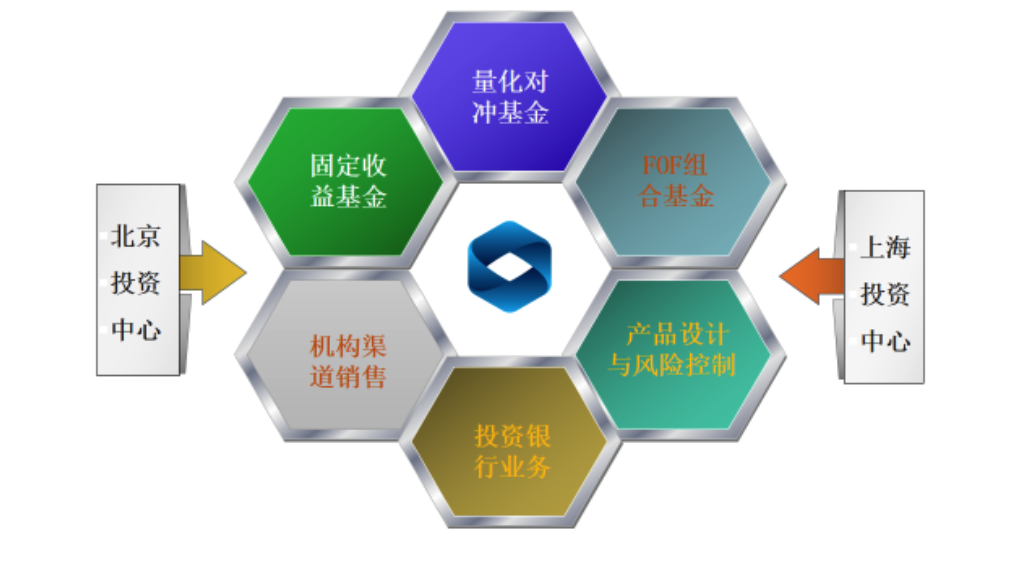 量化对
冲基金
固定收
益基金
FOF组
合基金
北京
投资
中心
上海
投资
中心
机构渠
道销售
产品设计
与风险控制
投资银
行业务